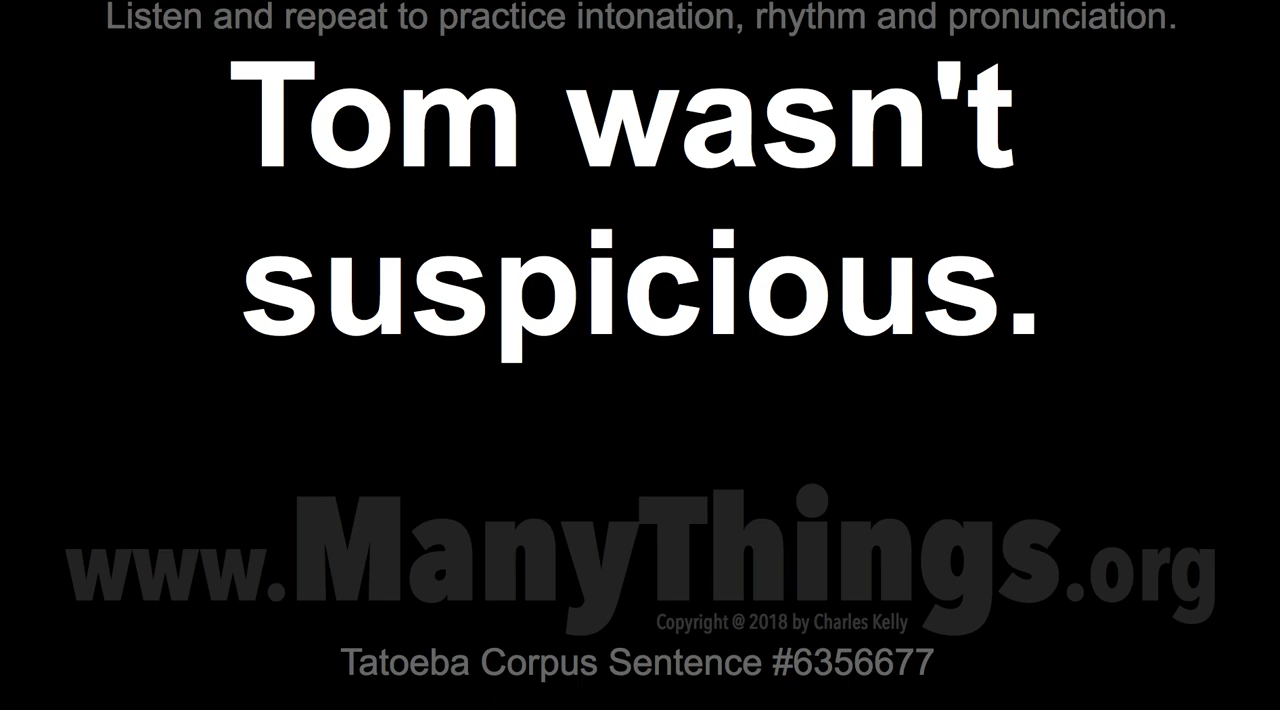 Listen and repeat to practice intonation, rhythm and pronunciation.
Tom wasn't
suspicious.
www.ManyThings.org
Copyright @ 2018 by Charles Kelly
Tatoeba Corpus Sentence #6356677